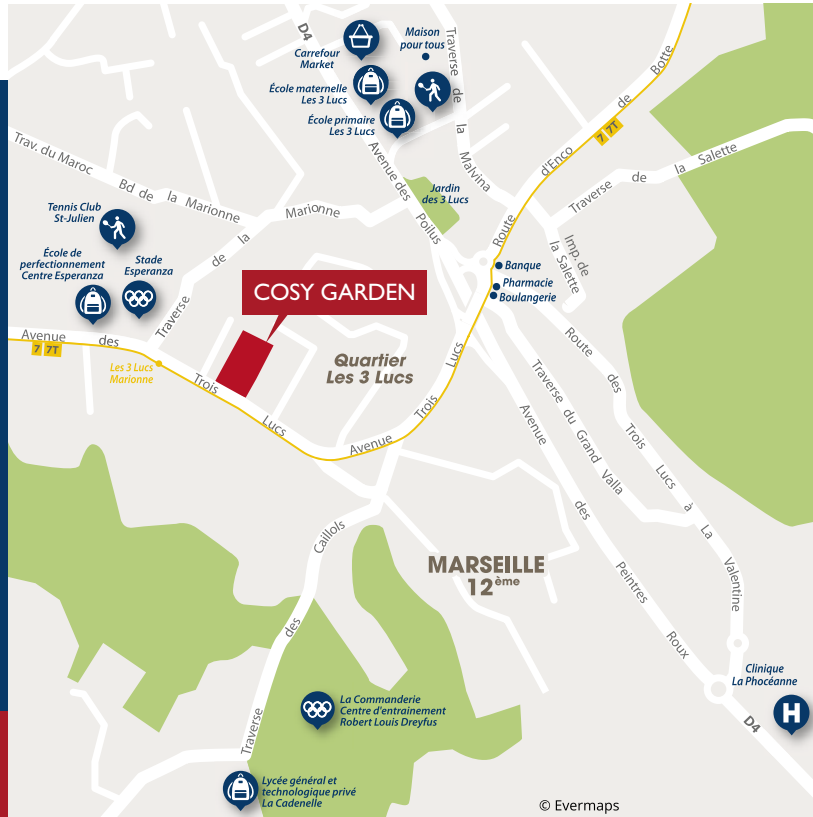 D4
Carrefour
Market
Maison
pour tous
École maternelle
Les 3 Lucs
École primaire
Les 3 Lucs
Traverse de la Malvina
Route d'Enco de Botte
7 7T
Trav. du Maroc
Bd de la Marionne
Marionne
Avenue des Poilus
Jardin
des 3 Lucs
Traverse de la Salette
Imp. de
la Salette
Tennis Club
St-Julien
École de
perfectionnement
Centre Esperanza
Stade
Esperanza
Traverse de la
Banque
Pharmacie
Boulangerie
COSY GARDEN
Avenue des Trois Lucs
7 7T
Les 3 Lucs
Marionne
Quartier
Les 3 Lucs
Avenue Trois Lucs
Route des Trois Lucs à La Valentine
Traverse du Grand Valla
Avenue des Peintres Roux
Traverse des Caillols
MARSEILLE
12ème
Clinique
La Phocéanne
H
D4
La Commanderie
Centre d'entrainement
Robert Louis Dreyfus
Lycée général et
technologique privé
La Cadenelle
© Evermaps